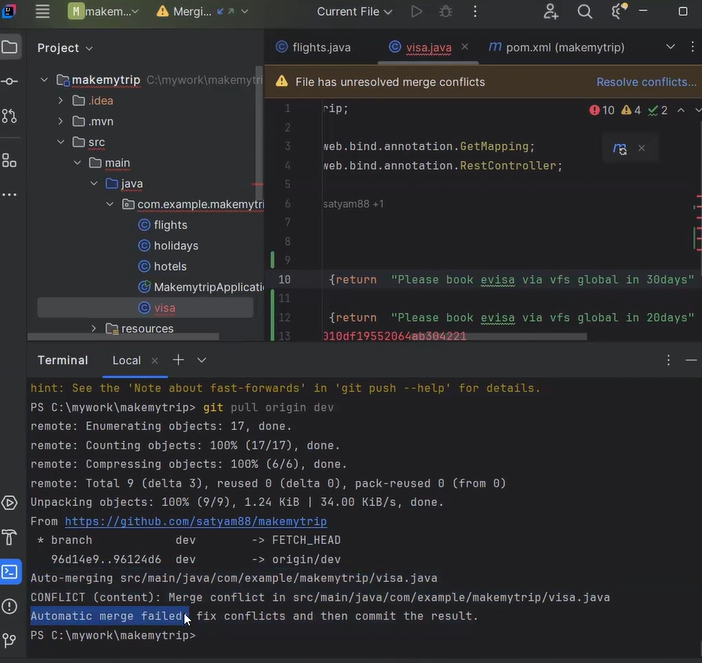 M makem... Mergi... Current File
Project
flights.java visa.java pom.xml (makemytrip)
File has unresolved merge conflicts Resolve conflicts...
makemytrip C:\mywork\makemytri
.idea
.mvn
src
main
java
com.example.makemytri
flights
holidays
hotels
MakemytripApplicati
visa
resources
10 4 2
1 rip;
2
3 web.bind.annotation.GetMapping;
4 web.bind.annotation.RestController;
5
6 satyam88 +1
7
8
9
10 {return "Please book evisa via vfs global in 30days"
11
12 {return "Please book evisa via vfs global in 20days"
13 010df19552064ab304221
Terminal Local
hint: See the 'Note about fast-forwards' in 'git push --help' for details.
PS C:\mywork\makemytrip> git pull origin dev
remote: Enumerating objects: 17, done.
remote: Counting objects: 100% (17/17), done.
remote: Compressing objects: 100% (6/6), done.
remote: Total 9 (delta 3), reused 0 (delta 0), pack-reused 0 (from 0)
Unpacking objects: 100% (9/9), 1.24 KiB | 34.00 KiB/s, done.
From https://github.com/satyam88/makemytrip
* branch dev -> FETCH_HEAD
96d14e9..96124d6 dev -> origin/dev
Auto-merging src/main/java/com/example/makemytrip/visa.java
CONFLICT (content): Merge conflict in src/main/java/com/example/makemytrip/visa.java
Automatic merge failed; fix conflicts and then commit the result.
PS C:\mywork\makemytrip>